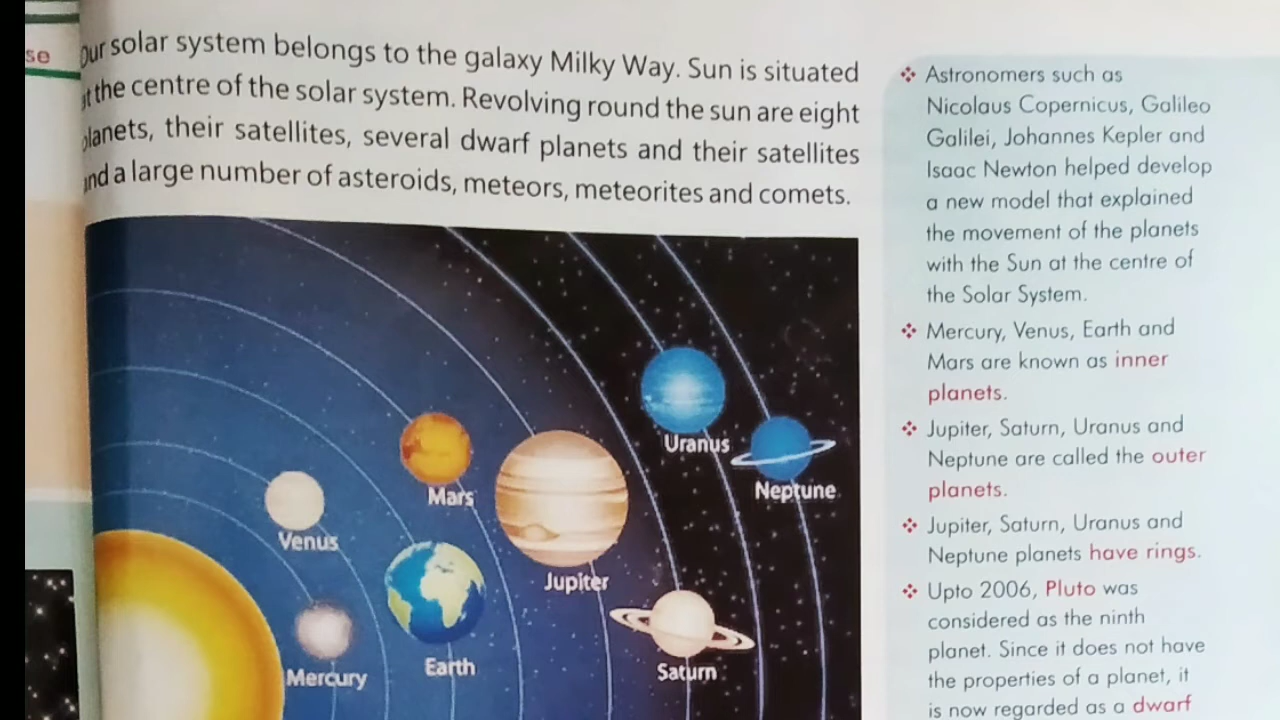 se
Our solar system belongs to the galaxy Milky Way. Sun is situated
at the centre of the solar system. Revolving round the sun are eight
planets, their satellites, several dwarf planets and their satellites
and a large number of asteroids, meteors, meteorites and comets.
Uranus
Neptune
Mars
Venus
Jupiter
Earth
Saturn
Mercury
❖ Astronomers such as
Nicolaus Copernicus, Galileo
Galilei, Johannes Kepler and
Isaac Newton helped develop
a new model that explained
the movement of the planets
with the Sun at the centre of
the Solar System.
❖ Mercury, Venus, Earth and
Mars are known as inner
planets.
❖ Jupiter, Saturn, Uranus and
Neptune are called the outer
planets.
❖ Jupiter, Saturn, Uranus and
Neptune planets have rings.
❖ Upto 2006, Pluto was
considered as the ninth
planet. Since it does not have
the properties of a planet, it
is now regarded as a dwarf